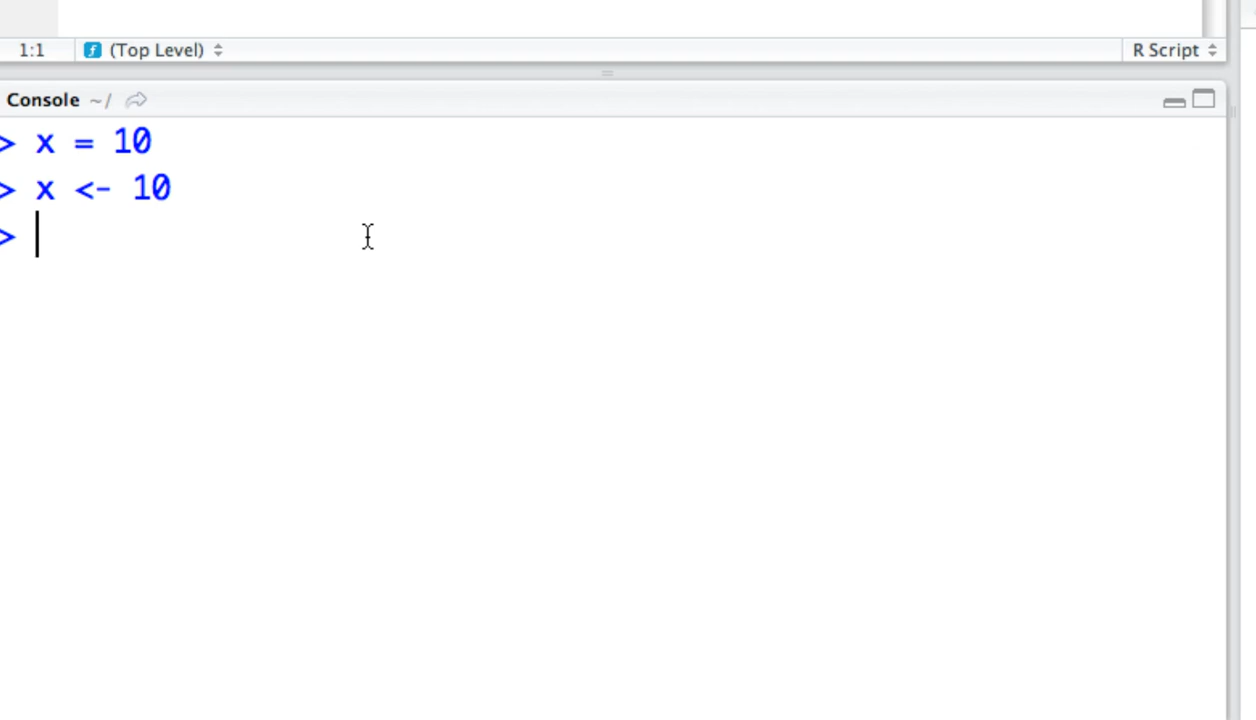 1:1 (Top Level) R Script
Console ~/
> x = 10
> x <- 10
>